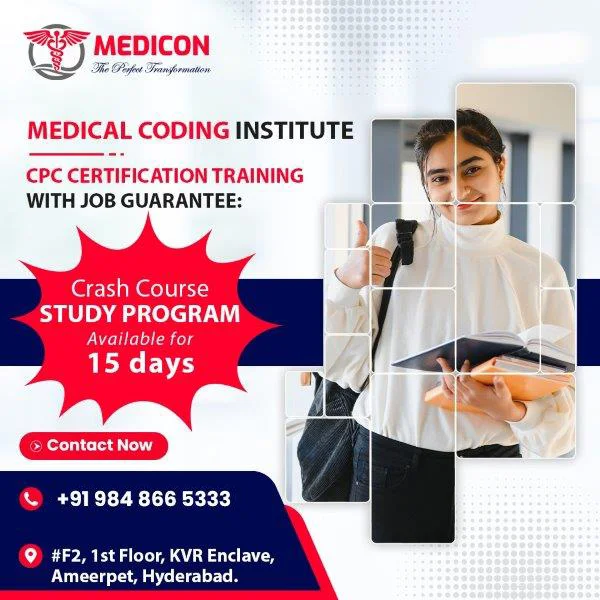 MEDICON
The Perfect Transformation
MEDICAL CODING INSTITUTE
CPC CERTIFICATION TRAINING
WITH JOB GUARANTEE:
Crash Course
STUDY PROGRAM
Available for
15 days
Contact Now
+91 984 866 5333
#F2, 1st Floor, KVR Enclave,
Ameerpet, Hyderabad.